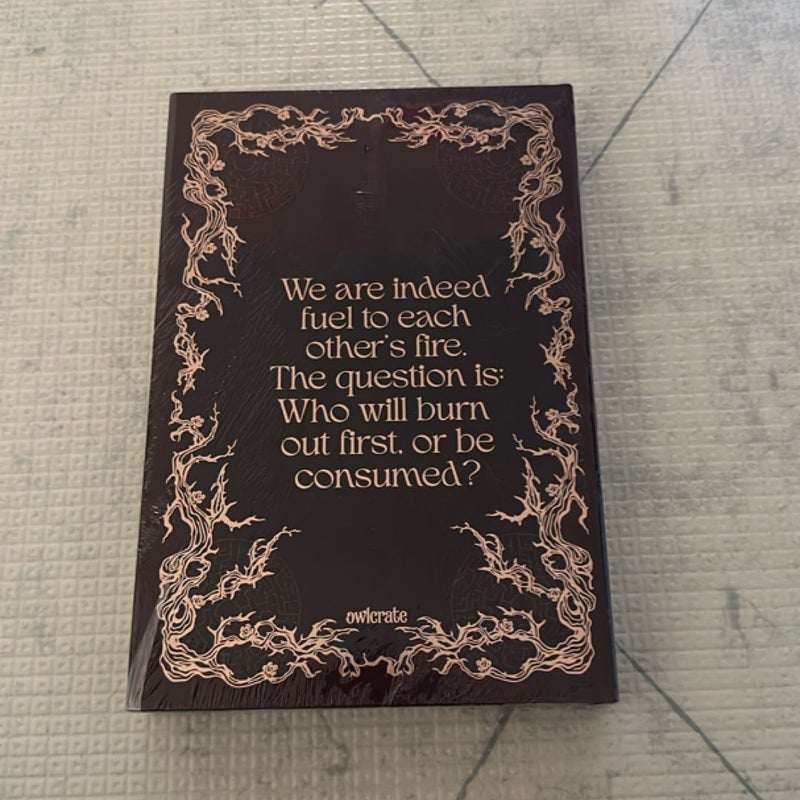 We are indeed
fuel to each
other's fire.
The question is:
Who will burn
out first, or be
consumed?
owlcrate